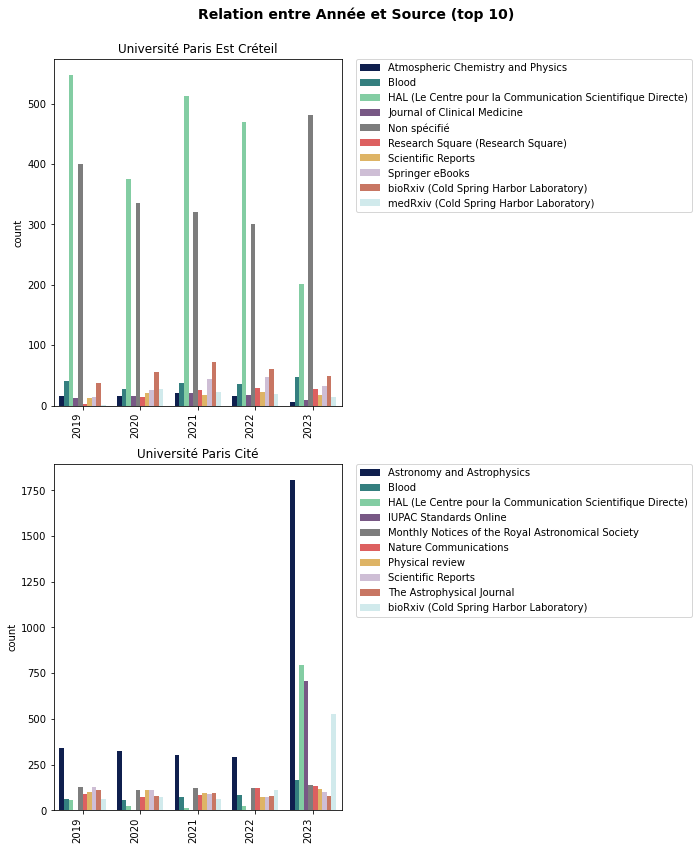 Relation entre Année et Source (top 10)
Université Paris Est Créteil
Atmospheric Chemistry and Physics
Blood
HAL (Le Centre pour la Communication Scientifique Directe)
Journal of Clinical Medicine
Non spécifié
Research Square (Research Square)
Scientific Reports
Springer eBooks
bioRxiv (Cold Spring Harbor Laboratory)
medRxiv (Cold Spring Harbor Laboratory)
500
400
300
200
100
0
count
2019
2020
2021
2022
2023
Université Paris Cité
Astronomy and Astrophysics
Blood
HAL (Le Centre pour la Communication Scientifique Directe)
IUPAC Standards Online
Monthly Notices of the Royal Astronomical Society
Nature Communications
Physical review
Scientific Reports
The Astrophysical Journal
bioRxiv (Cold Spring Harbor Laboratory)
1750
1500
1250
1000
750
500
250
0
count
2019
2020
2021
2022
2023